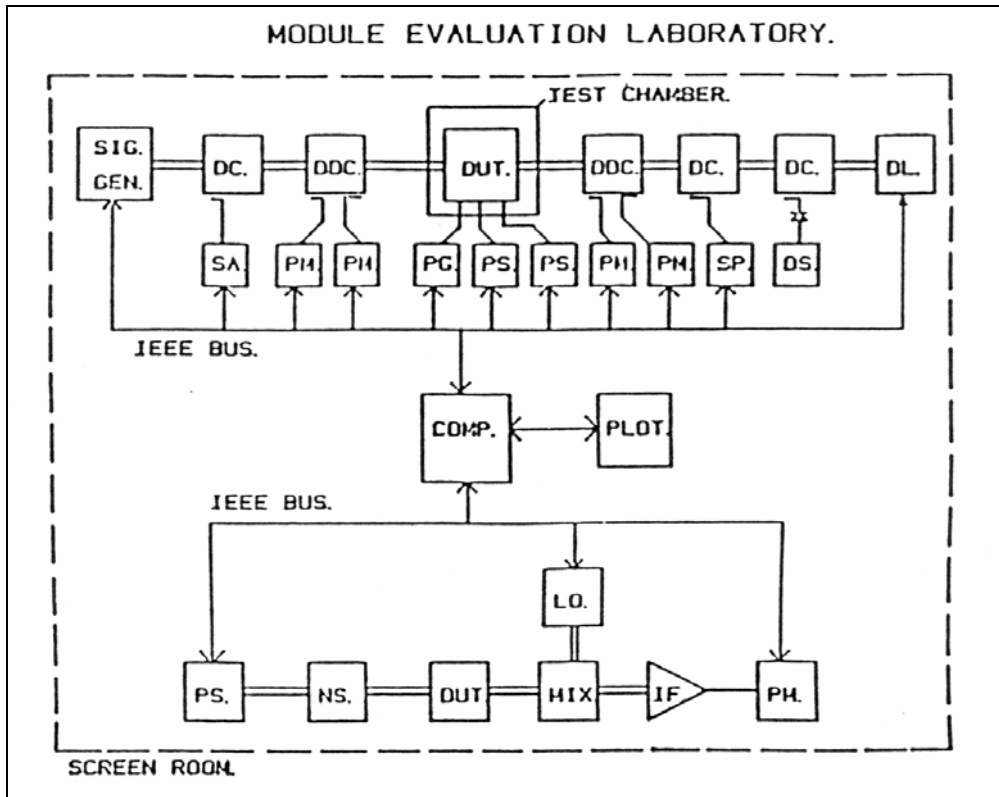 MODULE EVALUATION LABORATORY.
TEST CHAMBER.
SIG. GEN.
DC.
DDC.
DUT.
DDC.
DC.
DC.
DL.
SA.
PM.
PM.
PG.
PS.
PS.
PM.
PM.
SP.
OS.
IEEE BUS.
COMP.
PLOT.
IEEE BUS.
LO.
PS.
NS.
DUT
MIX
IF
PM.
SCREEN ROOM.